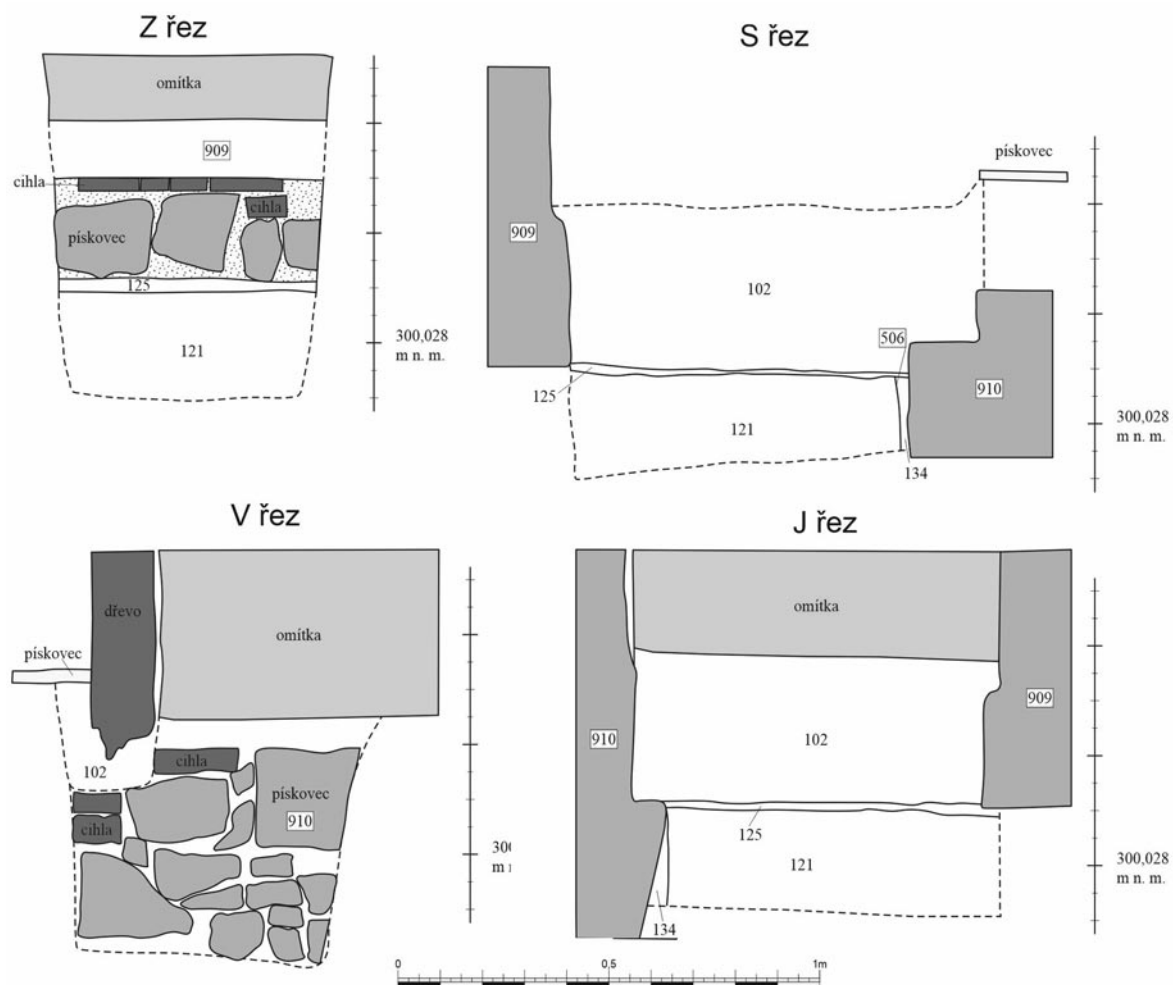 Z řez
omítka
909
cihla
cihla
pískovec
125
121
300,028
m n. m.
S řez
pískovec
909
102
506
125
121
910
134
300,028
m n. m.
V řez
dřevo
omítka
pískovec
102
cihla
pískovec
910
cihla
300
m
J řez
omítka
910
102
909
125
121
134
300,028
m n. m.
0
0,5
1m